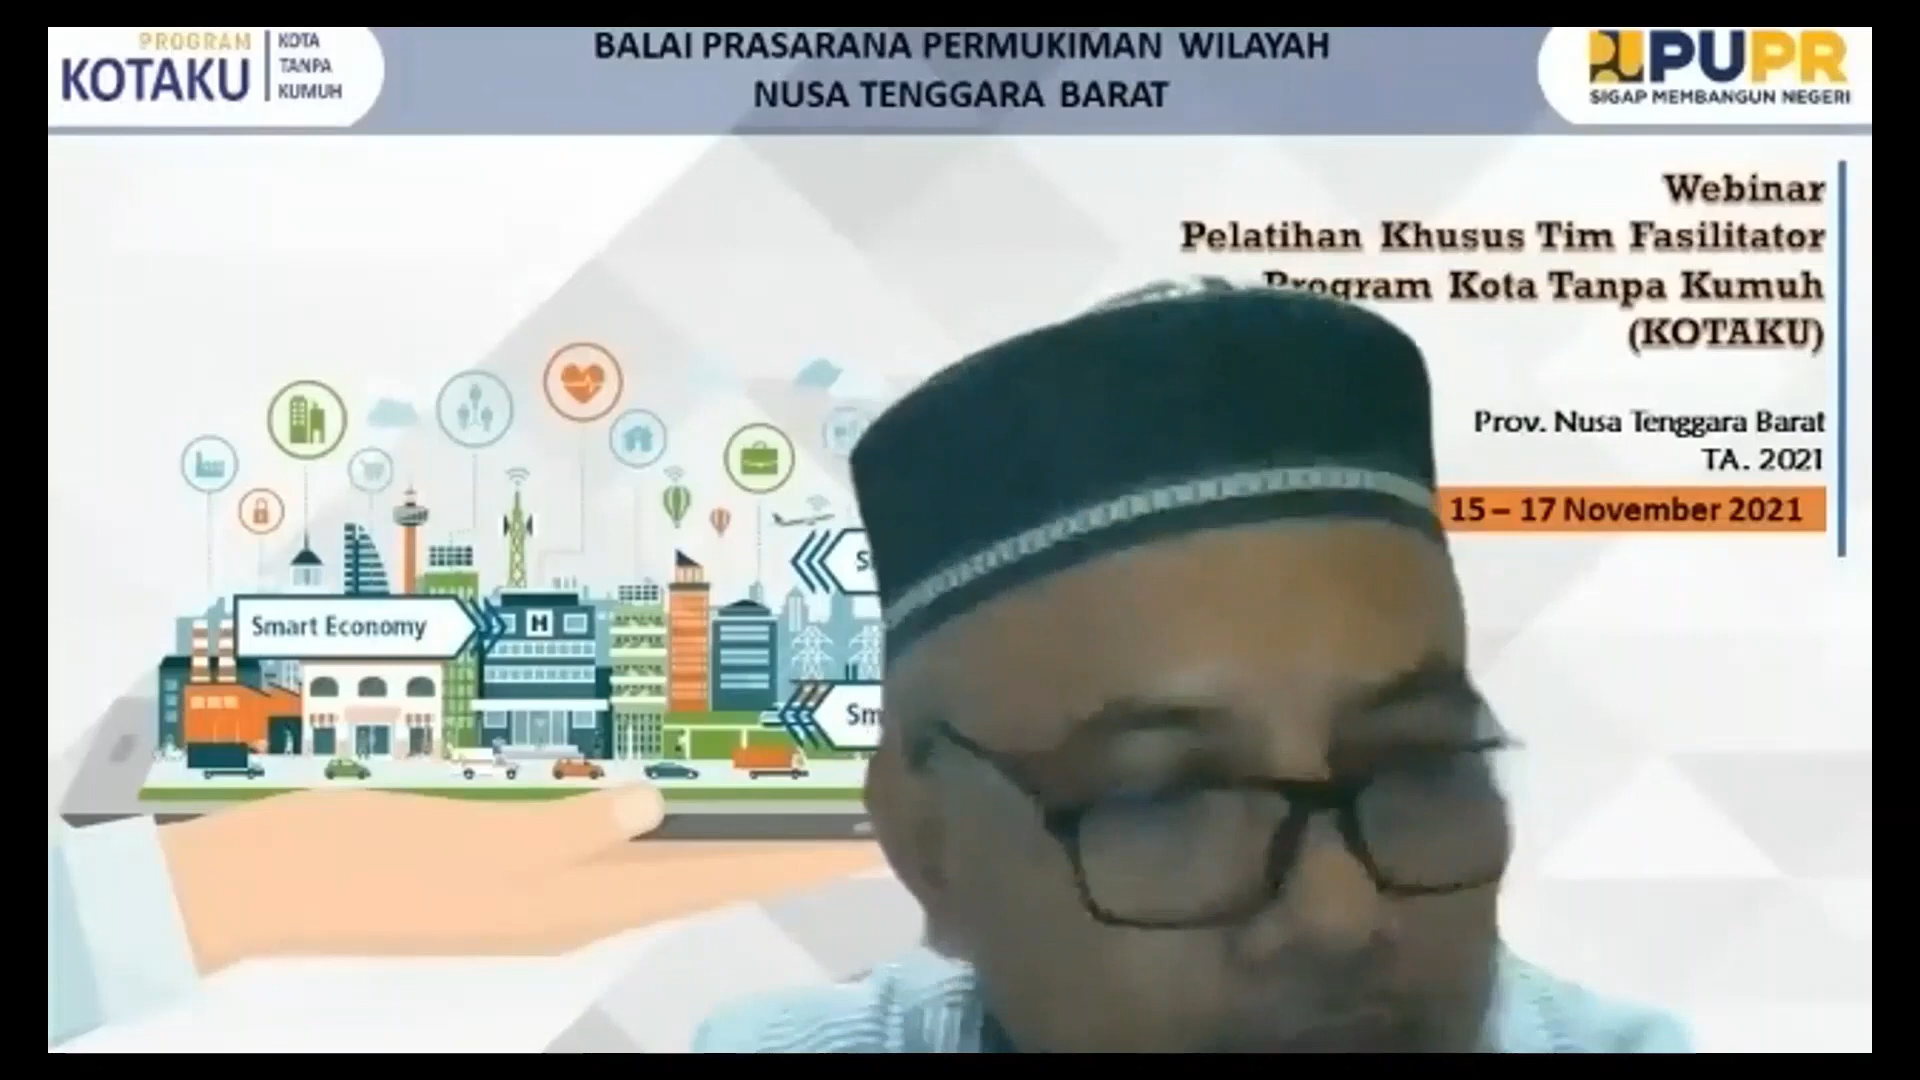 PROGRAM
KOTAKU
KOTA
TANPA
KUMUH
BALAI PRASARANA PERMUKIMAN WILAYAH
NUSA TENGGARA BARAT
PUPR
SIGAP MEMBANGUN NEGERI
Webinar
Pelatihan Khusus Tim Fasilitator
Program Kota Tanpa Kumuh
(KOTAKU)
Prov. Nusa Tenggara Barat
TA. 2021
15 – 17 November 2021
Smart Economy
H